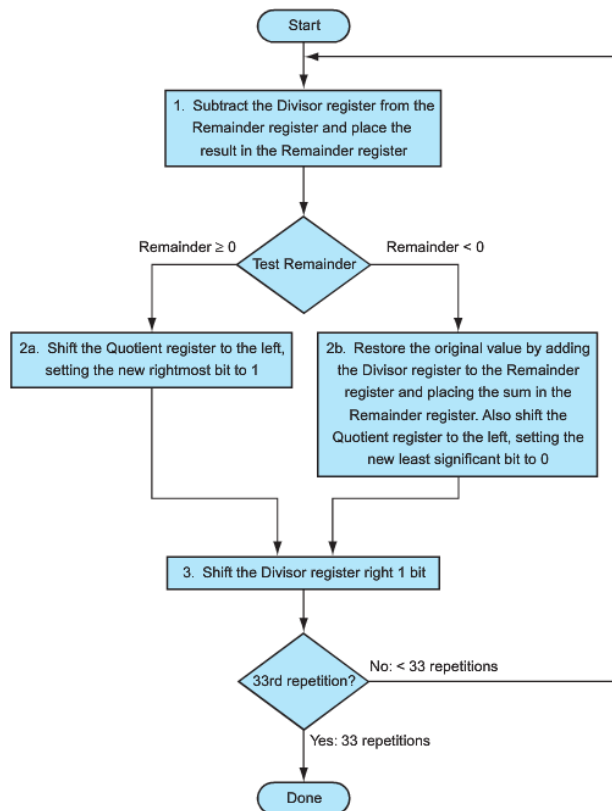 Start
1. Subtract the Divisor register from the
Remainder register and place the
result in the Remainder register
Remainder ≥ 0
Remainder < 0
Test Remainder
2a. Shift the Quotient register to the left,
setting the new rightmost bit to 1
2b. Restore the original value by adding
the Divisor register to the Remainder
register and placing the sum in the
Remainder register. Also shift the
Quotient register to the left, setting the
new least significant bit to 0
3. Shift the Divisor register right 1 bit
33rd repetition?
No: < 33 repetitions
Yes: 33 repetitions
Done